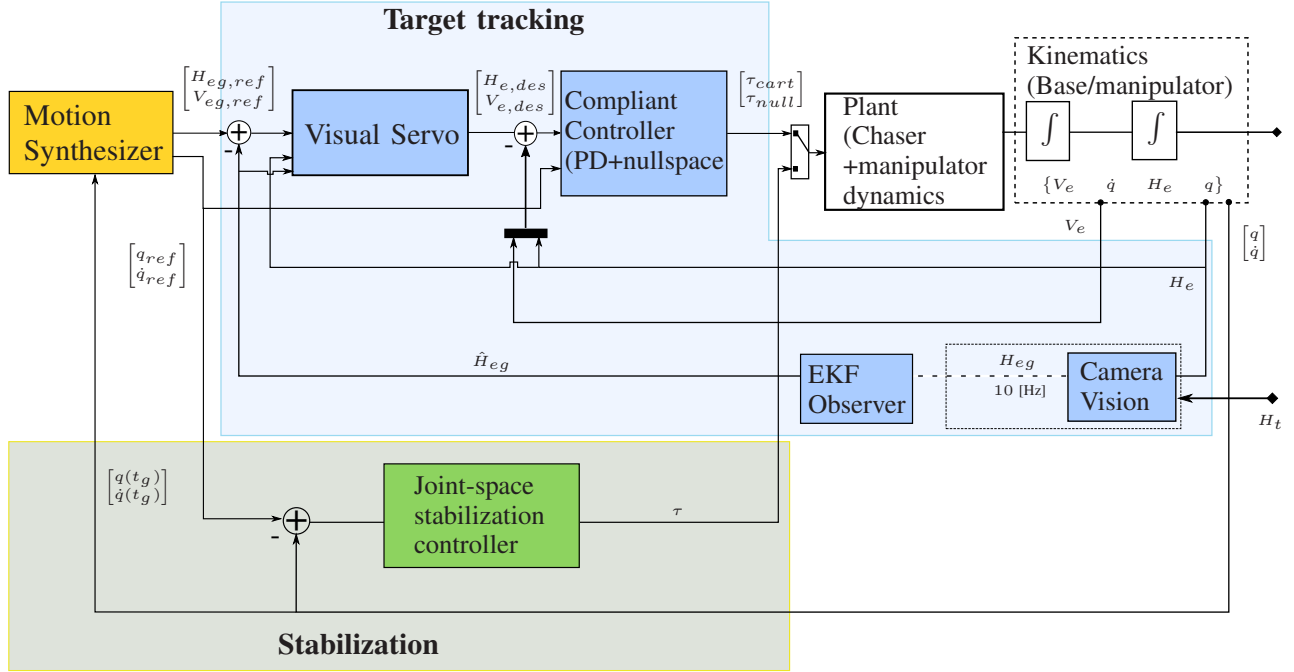 Target tracking
Kinematics
(Base/manipulator)
[H_{eg,ref}
V_{eg,ref}]
[H_{e,des}
V_{e,des}]
[τ_{cart}
τ_{null}]
Motion
Synthesizer
-
Visual Servo
-
Compliant
Controller
(PD+nullspace
Plant
(Chaser
+manipulator
dynamics
∫
∫
{V_e q̇ H_e q}
V_e
[q
q̇]
[q_{ref}
q̇_{ref}]
H_e
Ĥ_{eg}
EKF
Observer
H_{eg}
10 [Hz]
Camera
Vision
H_t
[q(t_g)
q̇(t_g)]
-
Joint-space
stabilization
controller
τ
Stabilization